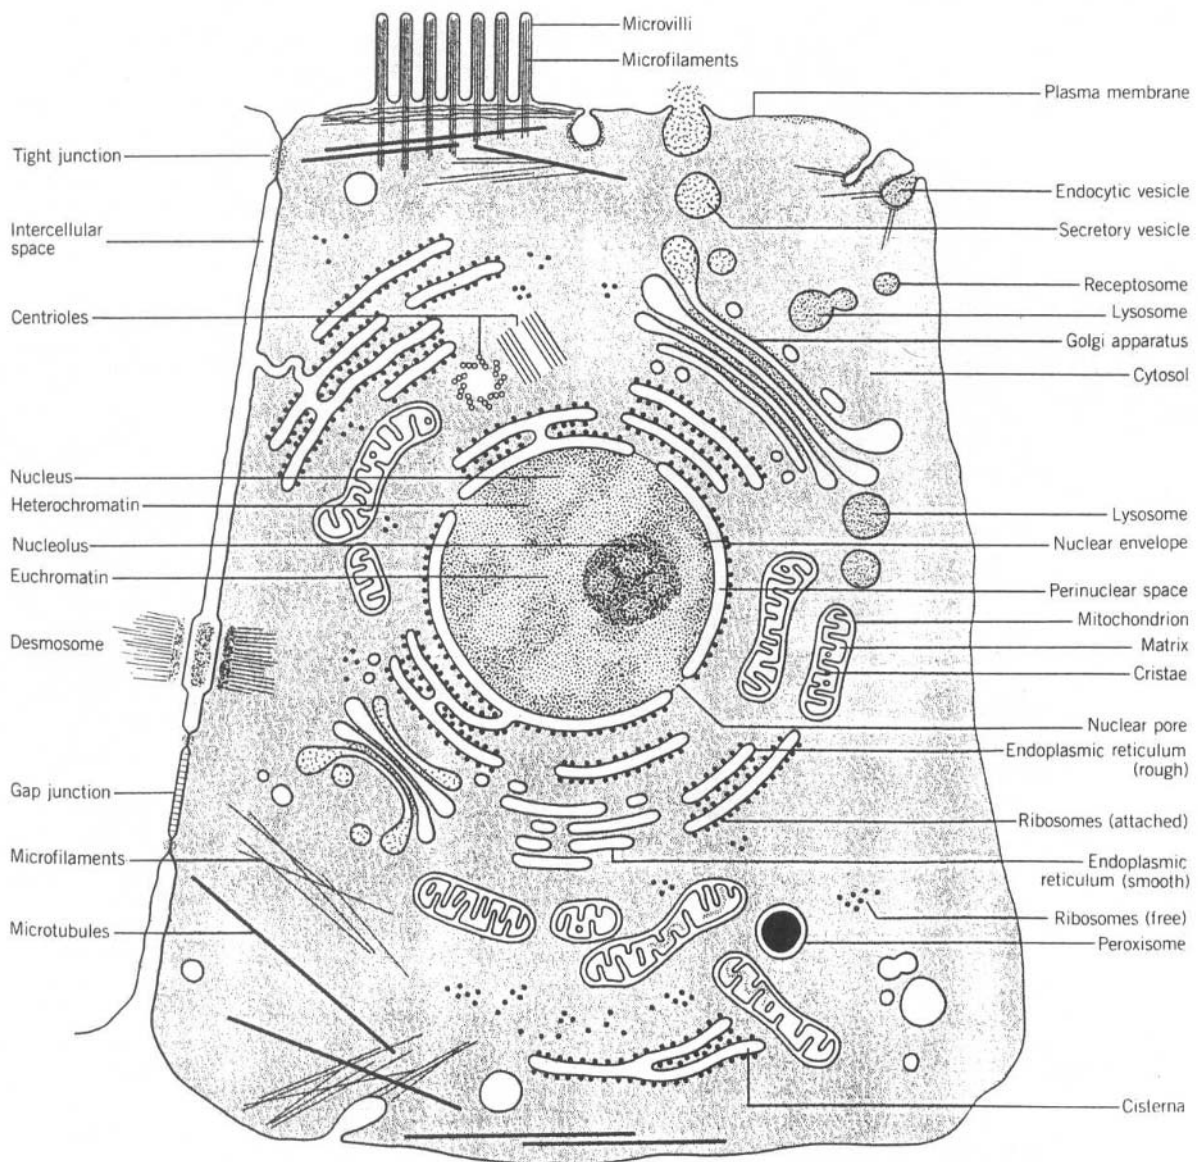 Microvilli
Microfilaments
Plasma membrane
Tight junction
Endocytic vesicle
Intercellular
space
Secretory vesicle
Receptosome
Centrioles
Lysosome
Golgi apparatus
Cytosol
Nucleus
Heterochromatin
Lysosome
Nucleolus
Nuclear envelope
Euchromatin
Perinuclear space
Mitochondrion
Desmosome
Matrix
Cristae
Nuclear pore
Endoplasmic reticulum
(rough)
Gap junction
Ribosomes (attached)
Microfilaments
Endoplasmic
reticulum (smooth)
Ribosomes (free)
Microtubules
Peroxisome
Cisterna